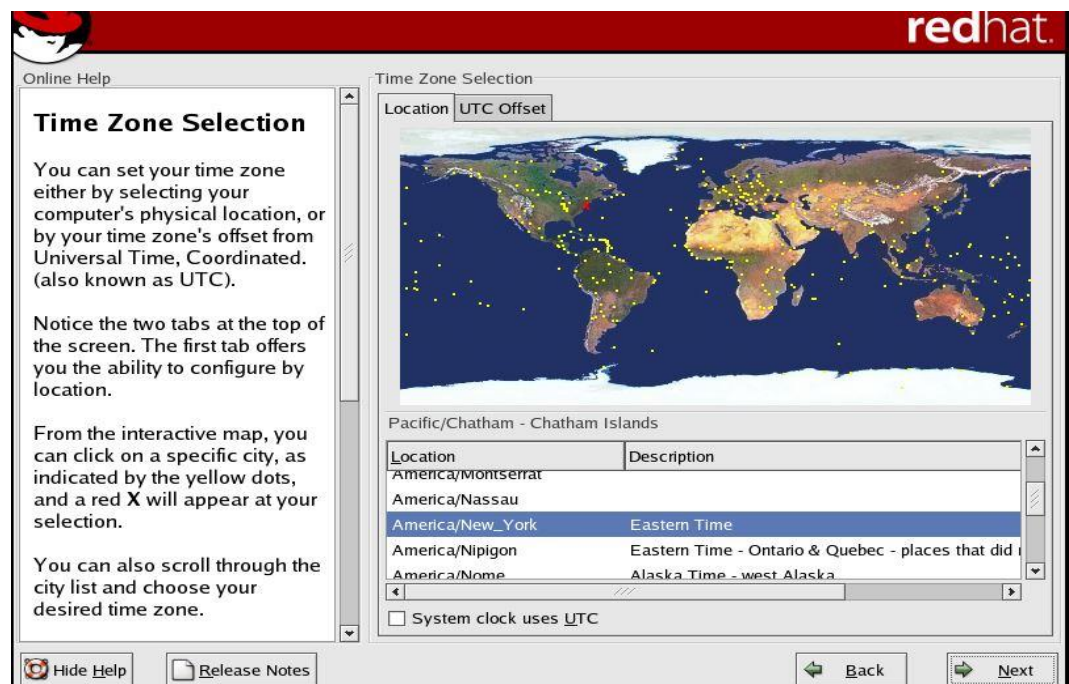 redhat.
Online Help
Time Zone Selection
You can set your time zone
either by selecting your
computer's physical location, or
by your time zone's offset from
Universal Time, Coordinated.
(also known as UTC).
Notice the two tabs at the top of
the screen. The first tab offers
you the ability to configure by
location.
From the interactive map, you
can click on a specific city, as
indicated by the yellow dots,
and a red X will appear at your
selection.
You can also scroll through the
city list and choose your
desired time zone.
Time Zone Selection
Location UTC Offset
Pacific/Chatham - Chatham Islands
Location Description
America/Montserrat
America/Nassau
America/New_York Eastern Time
America/Nipigon Eastern Time - Ontario & Quebec - places that did
America/Nome Alaska Time - west Alaska
System clock uses UTC
Hide Help Release Notes Back Next